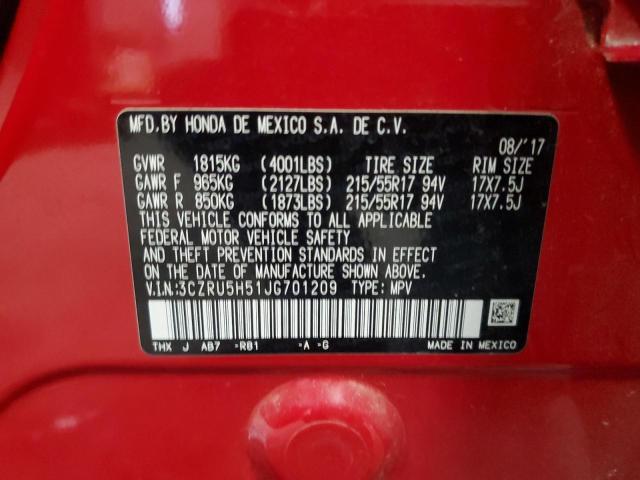 MFD. BY HONDA DE MEXICO S.A. DE C.V.
08/'17
GVWR 1815KG (4001LBS) TIRE SIZE RIM SIZE
GAWR F 965KG (2127LBS) 215/55R17 94V 17X7.5J
GAWR R 850KG (1873LBS) 215/55R17 94V 17X7.5J
THIS VEHICLE CONFORMS TO ALL APPLICABLE
FEDERAL MOTOR VEHICLE SAFETY
AND THEFT PREVENTION STANDARDS IN EFFECT
ON THE DATE OF MANUFACTURE SHOWN ABOVE.
V.I.N.:3CZRU5H51JG701209 TYPE: MPV
THX J AB7 =RB1 =A =G MADE IN MEXICO